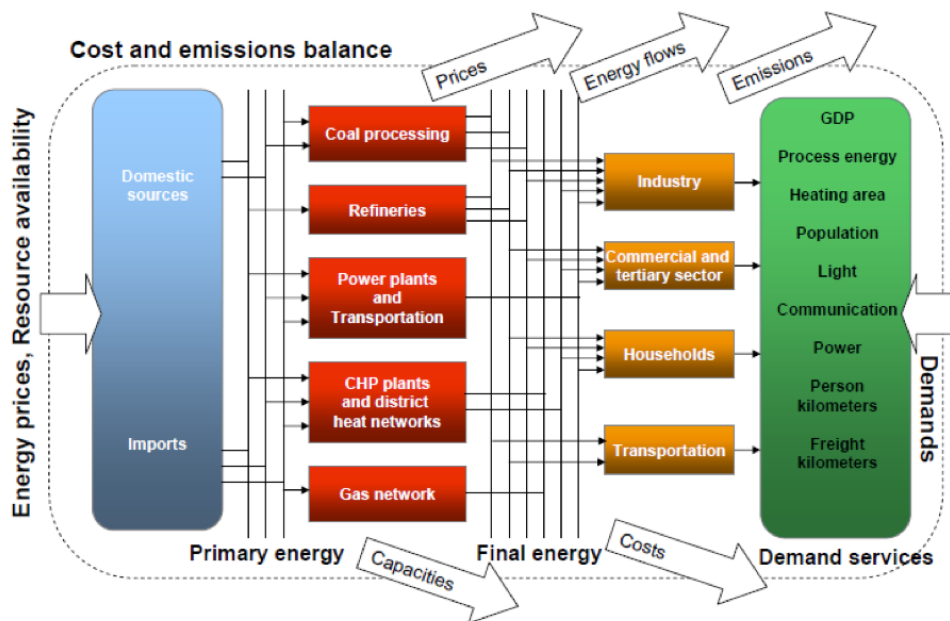 Cost and emissions balance
Prices
Energy flows
Emissions
Energy prices, Resource availability
Domestic
sources
Imports
Primary energy
Coal processing
Refineries
Power plants
and
Transportation
CHP plants
and district
heat networks
Gas network
Capacities
Final energy
Industry
Commercial and
tertiary sector
Households
Transportation
Costs
GDP
Process energy
Heating area
Population
Light
Communication
Power
Person
kilometers
Freight
kilometers
Demand services
Demands